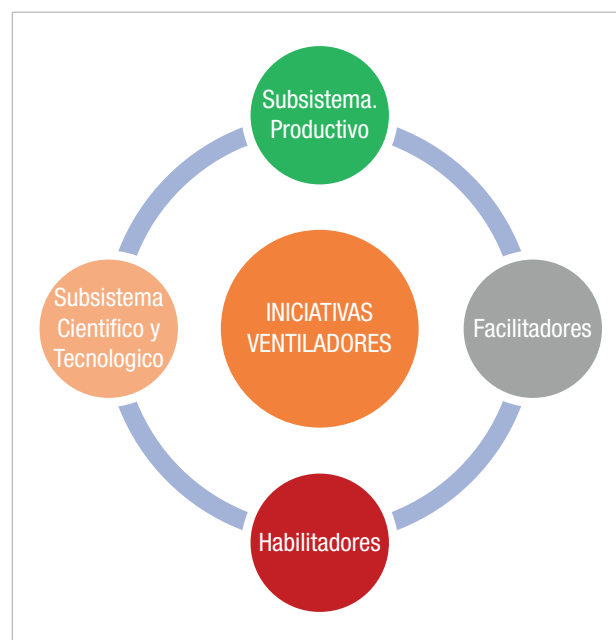 Subsistema.
Productivo
Subsistema
Cientifico y
Tecnologico
INICIATIVAS
VENTILADORES
Facilitadores
Habilitadores